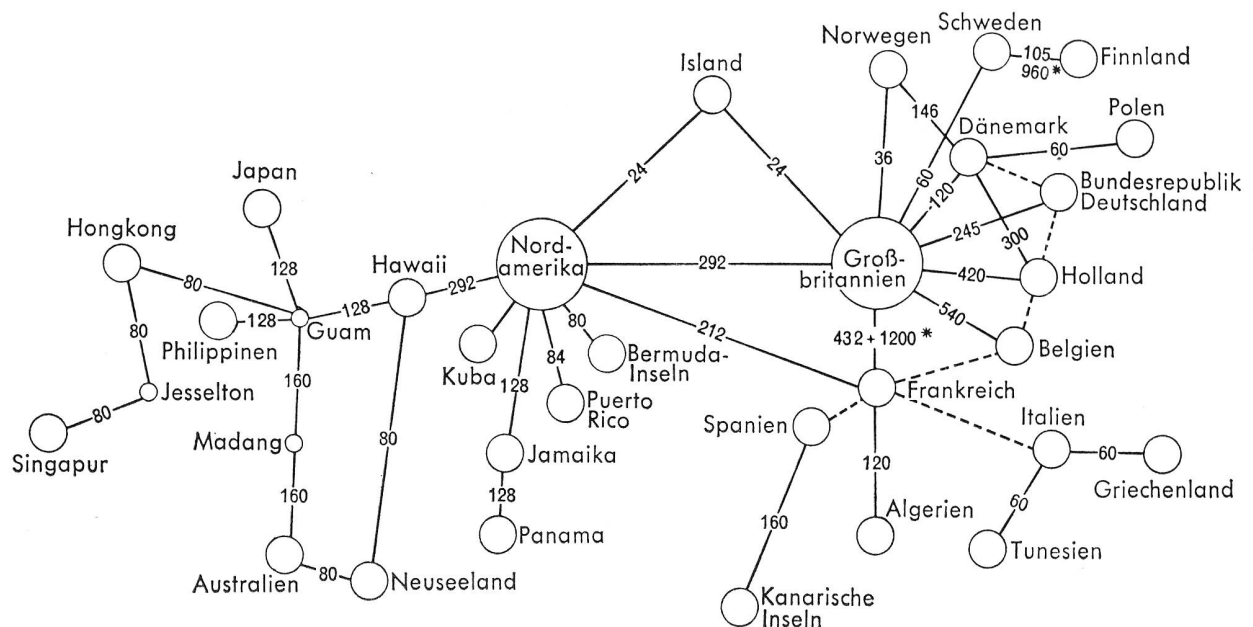 Schweden
Norwegen
105
Finnland
960*
Island
Polen
146
Dänemark
60
36
24
24
60
120
Japan
Bundesrepublik
Deutschland
245
300
Hongkong
Hawaii
Nord-
amerika
292
Groß-
britannien
420
Holland
128
80
292
128
128
Guam
540
Philippinen
80
212
432 + 1200*
Belgien
80
Kuba
84
Bermuda-
Inseln
160
128
Jesselton
Frankreich
80
Puerto
Rico
Spanien
Italien
80
Singapur
Madang
Jamaika
60
120
Griechenland
160
128
60
160
Algerien
Panama
Tunesien
Australien
80
Neuseeland
Kanarische
Inseln